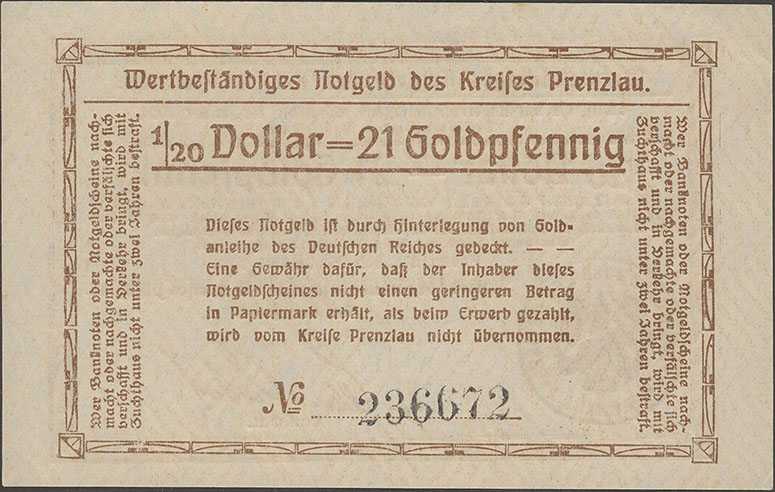 Wertbeständiges Notgeld des Kreises Prenzlau.
1/20 Dollar=21 Goldpfennig
Dieses Notgeld ist durch Hinterlegung von Gold-
anleihe des Deutschen Reiches gedeckt. — —
Eine Gewähr dafür, daß der Inhaber dieses
Notgeldscheines nicht einen geringeren Betrag
in Papiermark erhält, als beim Erwerb gezahlt,
wird vom Kreise Prenzlau nicht übernommen.
No 236672
Wer Banknoten oder Notgeldscheine nach-
macht oder nachgemachte oder verfälschte sich
verschafft und in Verkehr bringt, wird mit
Zuchthaus nicht unter zwei Jahren bestraft.
Wer Banknoten oder Notgeldscheine nach-
macht oder nachgemachte oder verfälschte sich
verschafft und in Verkehr bringt, wird mit
Zuchthaus nicht unter zwei Jahren bestraft.